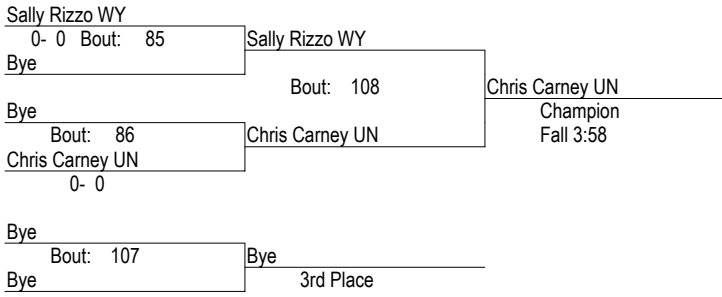 Sally Rizzo WY
0- 0 Bout: 85
Sally Rizzo WY
Bye
Bout: 108
Chris Carney UN
Bye
Champion
Bout: 86
Chris Carney UN
Fall 3:58
Chris Carney UN
0- 0
Bye
Bout: 107
Bye
Bye
3rd Place